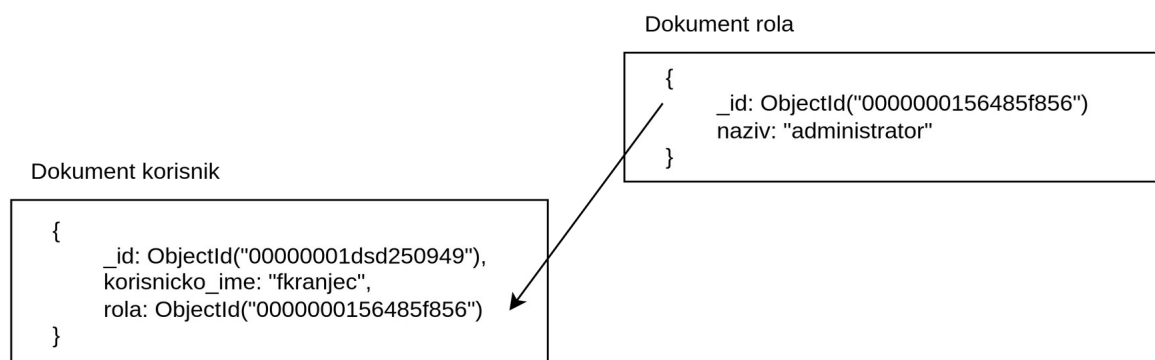 Dokument rola
{
_id: ObjectId("0000000156485f856")
naziv: "administrator"
}
Dokument korisnik
{
_id: ObjectId("00000001dsd250949"),
korisnicko_ime: "fkranjec",
rola: ObjectId("0000000156485f856")
}